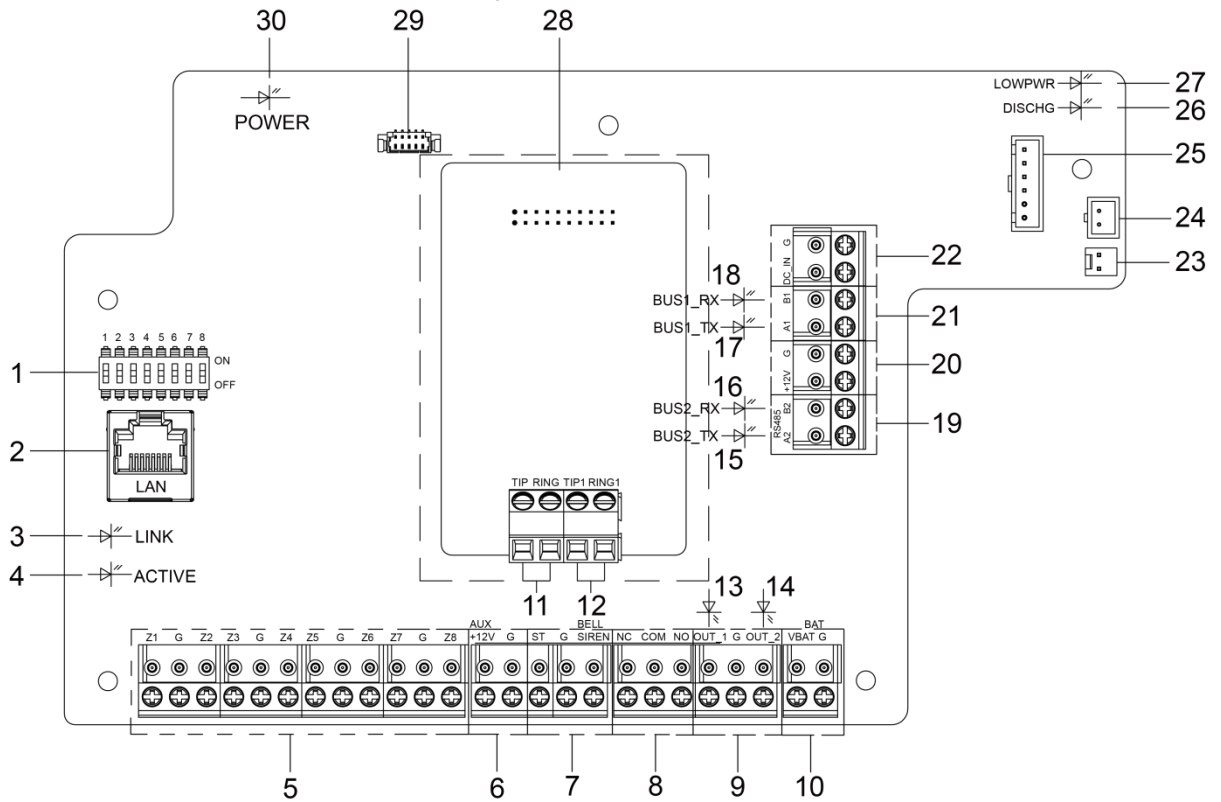 30 29 28
LOWPWR 27
DISCHG 26
POWER
25
24
22
18
23
BUS1_RX
BUS1_TX
17
G
DC_IN
B1
A1
G
+12V
B2
A2
RS485
21
20
16
BUS2_RX
BUS2_TX
15
19
1 2 3 4 5 6 7 8
ON
OFF
1
2
LAN
TIP RING TIP1 RING1
3 LINK
4 ACTIVE
11 12 13 14
AUX BELL BAT
Z1 G Z2 Z3 G Z4 Z5 G Z6 Z7 G Z8 +12V G ST G SIREN NC COM NO OUT_1 G OUT_2 VBAT G
5 6 7 8 9 10